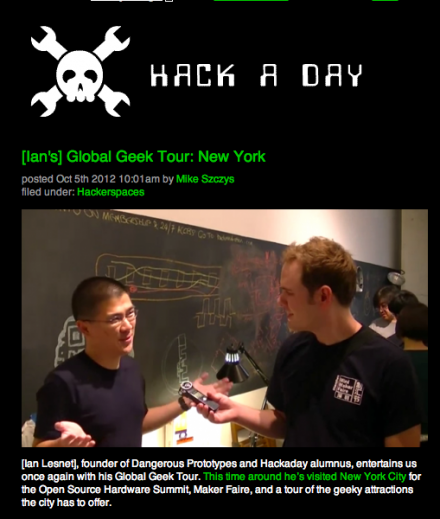 HACK A DAY
[Ian's] Global Geek Tour: New York
posted Oct 5th 2012 10:01am by Mike Szczys
filed under: Hackerspaces
[Ian Lesnet], founder of Dangerous Prototypes and Hackaday alumnus, entertains us
once again with his Global Geek Tour. This time around he's visited New York City for
the Open Source Hardware Summit, Maker Faire, and a tour of the geeky attractions
the city has to offer.